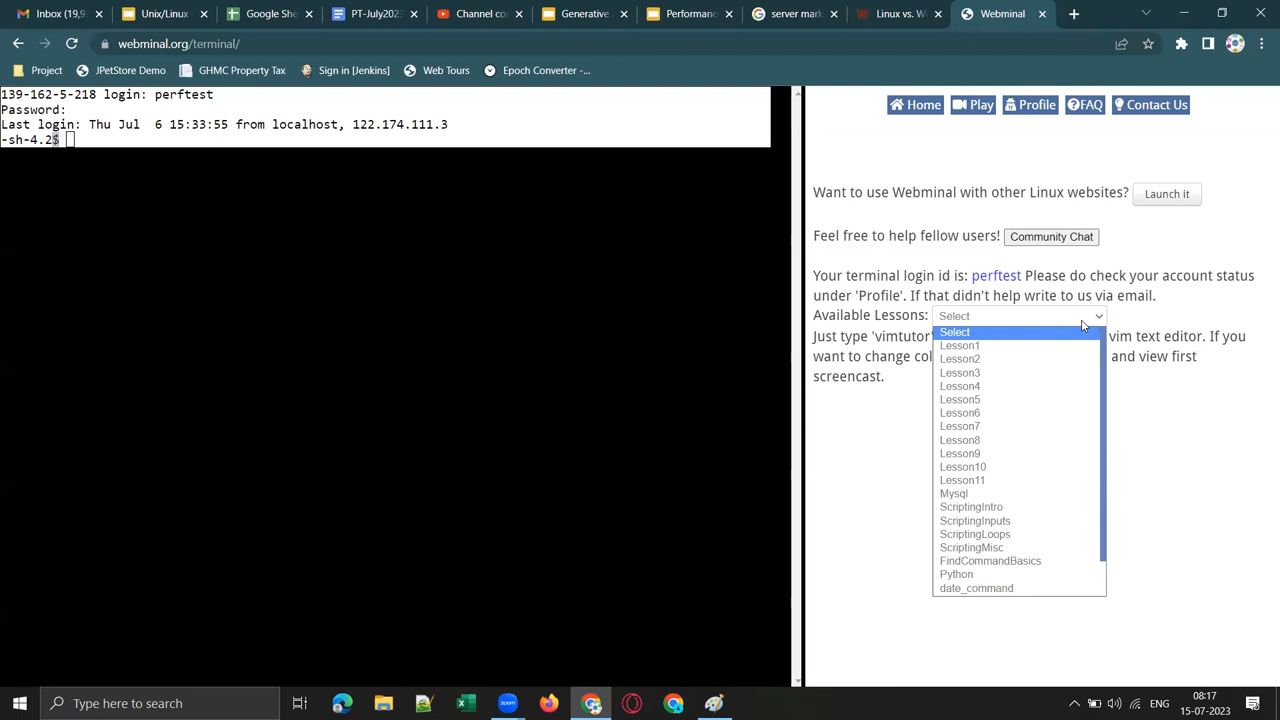 Inbox (19,9
Unix/Linux
Google She
PT-July2023
Channel co
Generative
Performanc
server mark
Linux vs. W
Webminal
webminal.org/terminal/
Project
JPetStore Demo
GHMC Property Tax
Sign in [Jenkins]
Web Tours
Epoch Converter -...
139-162-5-218 login: perftest
Password:
Last login: Thu Jul  6 15:33:55 from localhost, 122.174.111.3
-sh-4.2$
Home
Play
Profile
FAQ
Contact Us
Want to use Webminal with other Linux websites? Launch it
Feel free to help fellow users! Community Chat
Your terminal login id is: perftest Please do check your account status
under 'Profile'. If that didn't help write to us via email.
Available Lessons: Select
Just type 'vimtutor' vim text editor. If you
want to change col and view first
screencast.
Select
Lesson1
Lesson2
Lesson3
Lesson4
Lesson5
Lesson6
Lesson7
Lesson8
Lesson9
Lesson10
Lesson11
Mysql
ScriptingIntro
ScriptingInputs
ScriptingLoops
ScriptingMisc
FindCommandBasics
Python
date_command
Type here to search
zoom
ENG
08:17
15-07-2023